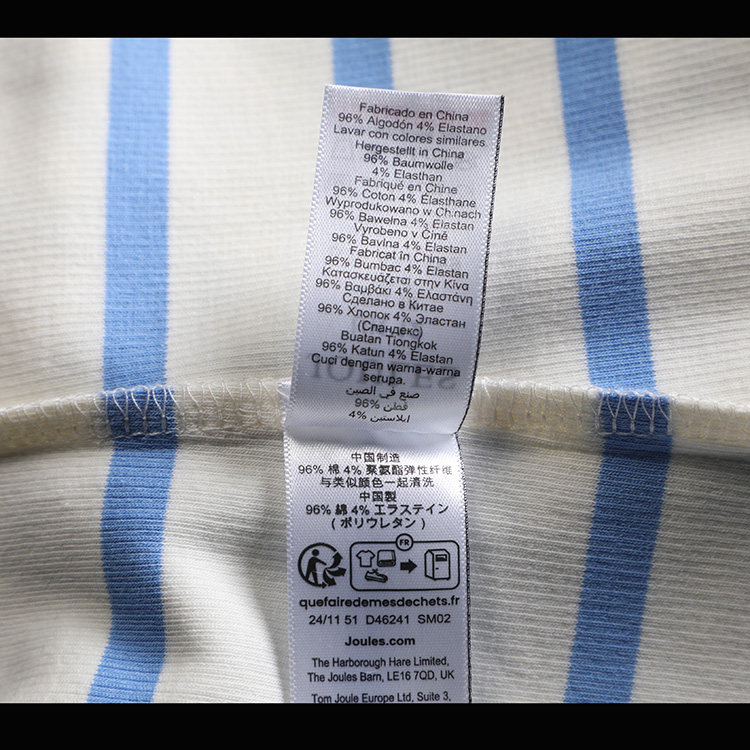 Fabricado en China
96% Algodón 4% Elastano
Lavar con colores similares
Hergestellt in China
96% Baumwolle
4% Elasthan
Fabriqué en Chine
96% Coton 4% Elasthane
Wyprodukowano w Chinach
96% Bawełna 4% Elastan
Vyrobeno v Číně
96% Bavlna 4% Elastan
Fabricat în China
96% Bumbac 4% Elastan
Κατασκευάζεται στην Κίνα
96% Βαμβάκι 4% Ελαστάνη
Сделано в Китае
96% Хлопок 4% Эластан
(Спандекс)
Buatan Tiongkok
96% Katun 4% Elastan
Cuci dengan warna-warna
serupa.
صنع في الصين
96% قطن
4% ايلاستين
中国制造
96% 棉 4% 聚氨酯弹性纤维
与类似颜色一起清洗
中国製
96% 綿 4% エラステイン
(ポリウレタン)
FR
quefairedemesdechets.fr
24/11 51 D46241 SM02
Joules.com
The Harborough Hare Limited,
The Joules Barn, LE16 7QD, UK
Tom Joule Europe Ltd, Suite 3,